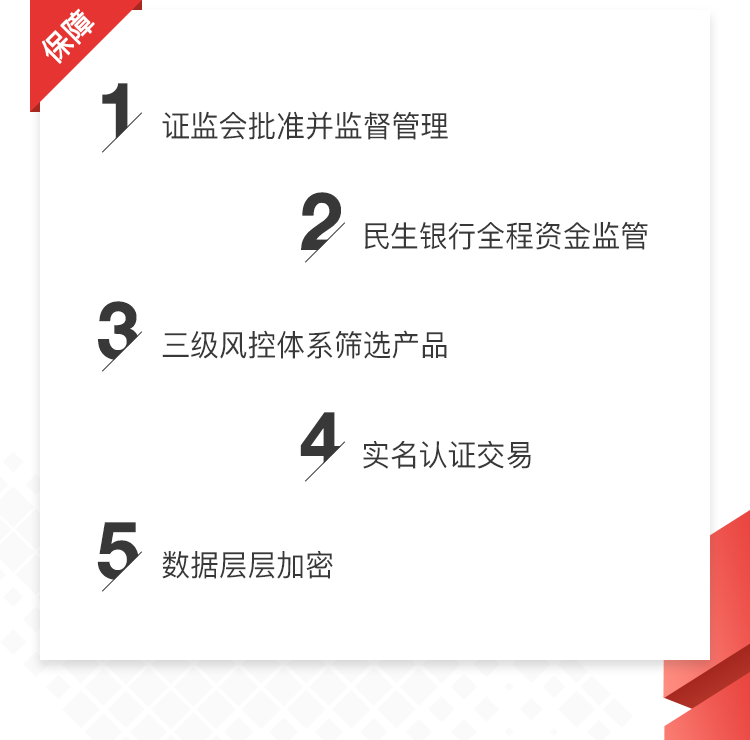 保障
1 证监会批准并监督管理
2 民生银行全程资金监管
3 三级风控体系筛选产品
4 实名认证交易
5 数据层层加密